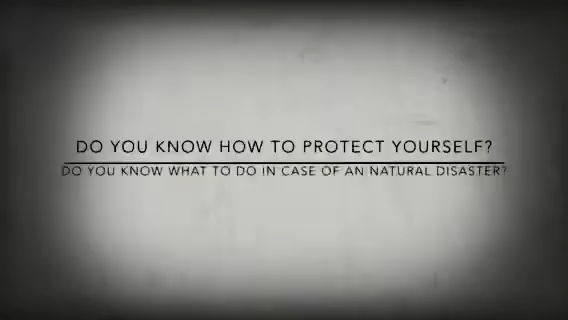 DO YOU KNOW HOW TO PROTECT YOURSELF?
DO YOU KNOW WHAT TO DO IN CASE OF AN NATURAL DISASTER?